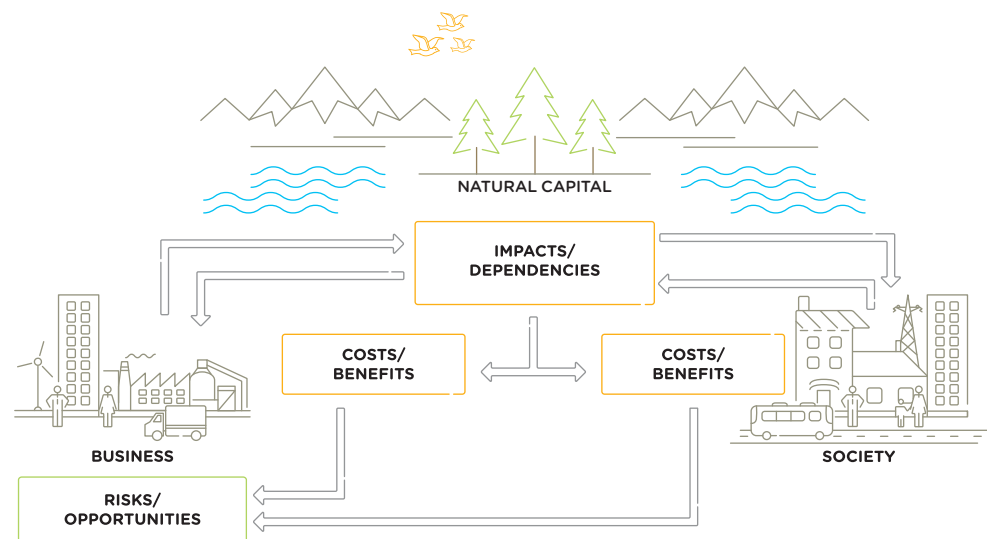 NATURAL CAPITAL
IMPACTS/
DEPENDENCIES
COSTS/
BENEFITS
COSTS/
BENEFITS
BUSINESS
SOCIETY
RISKS/
OPPORTUNITIES